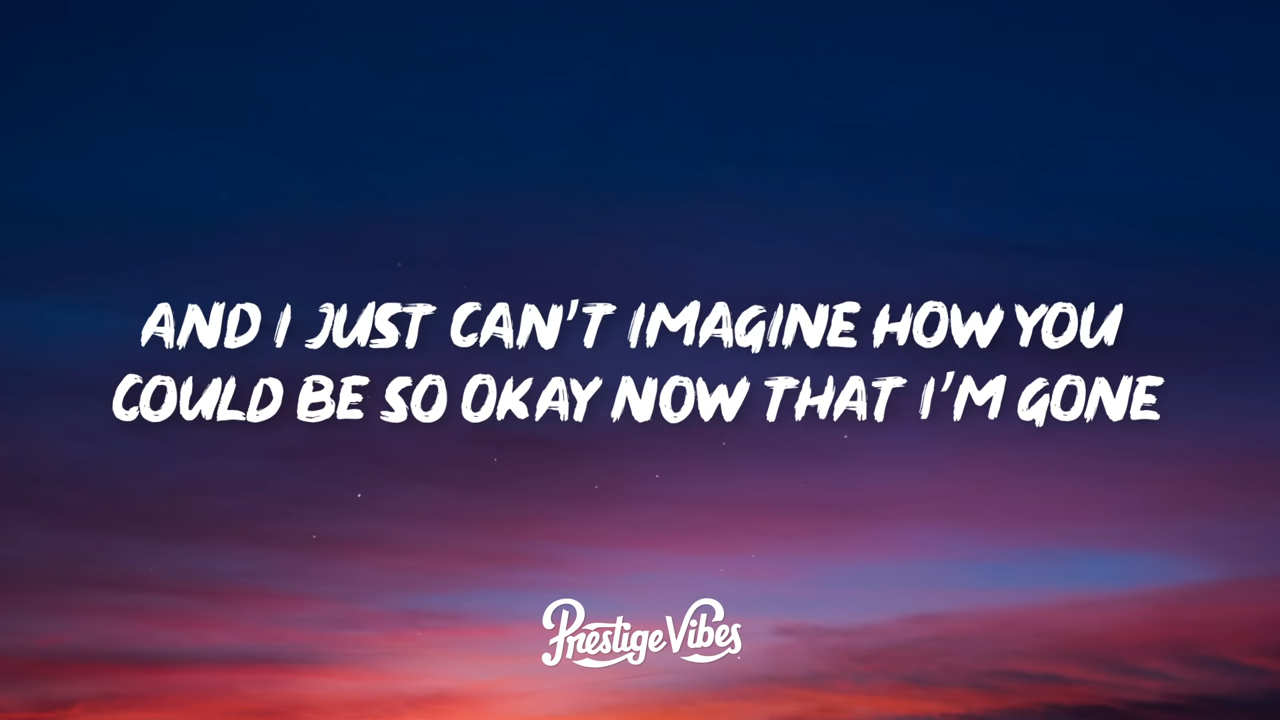 AND I JUST CAN'T IMAGINE HOW YOU
COULD BE SO OKAY NOW THAT I'M GONE
Prestige Vibes